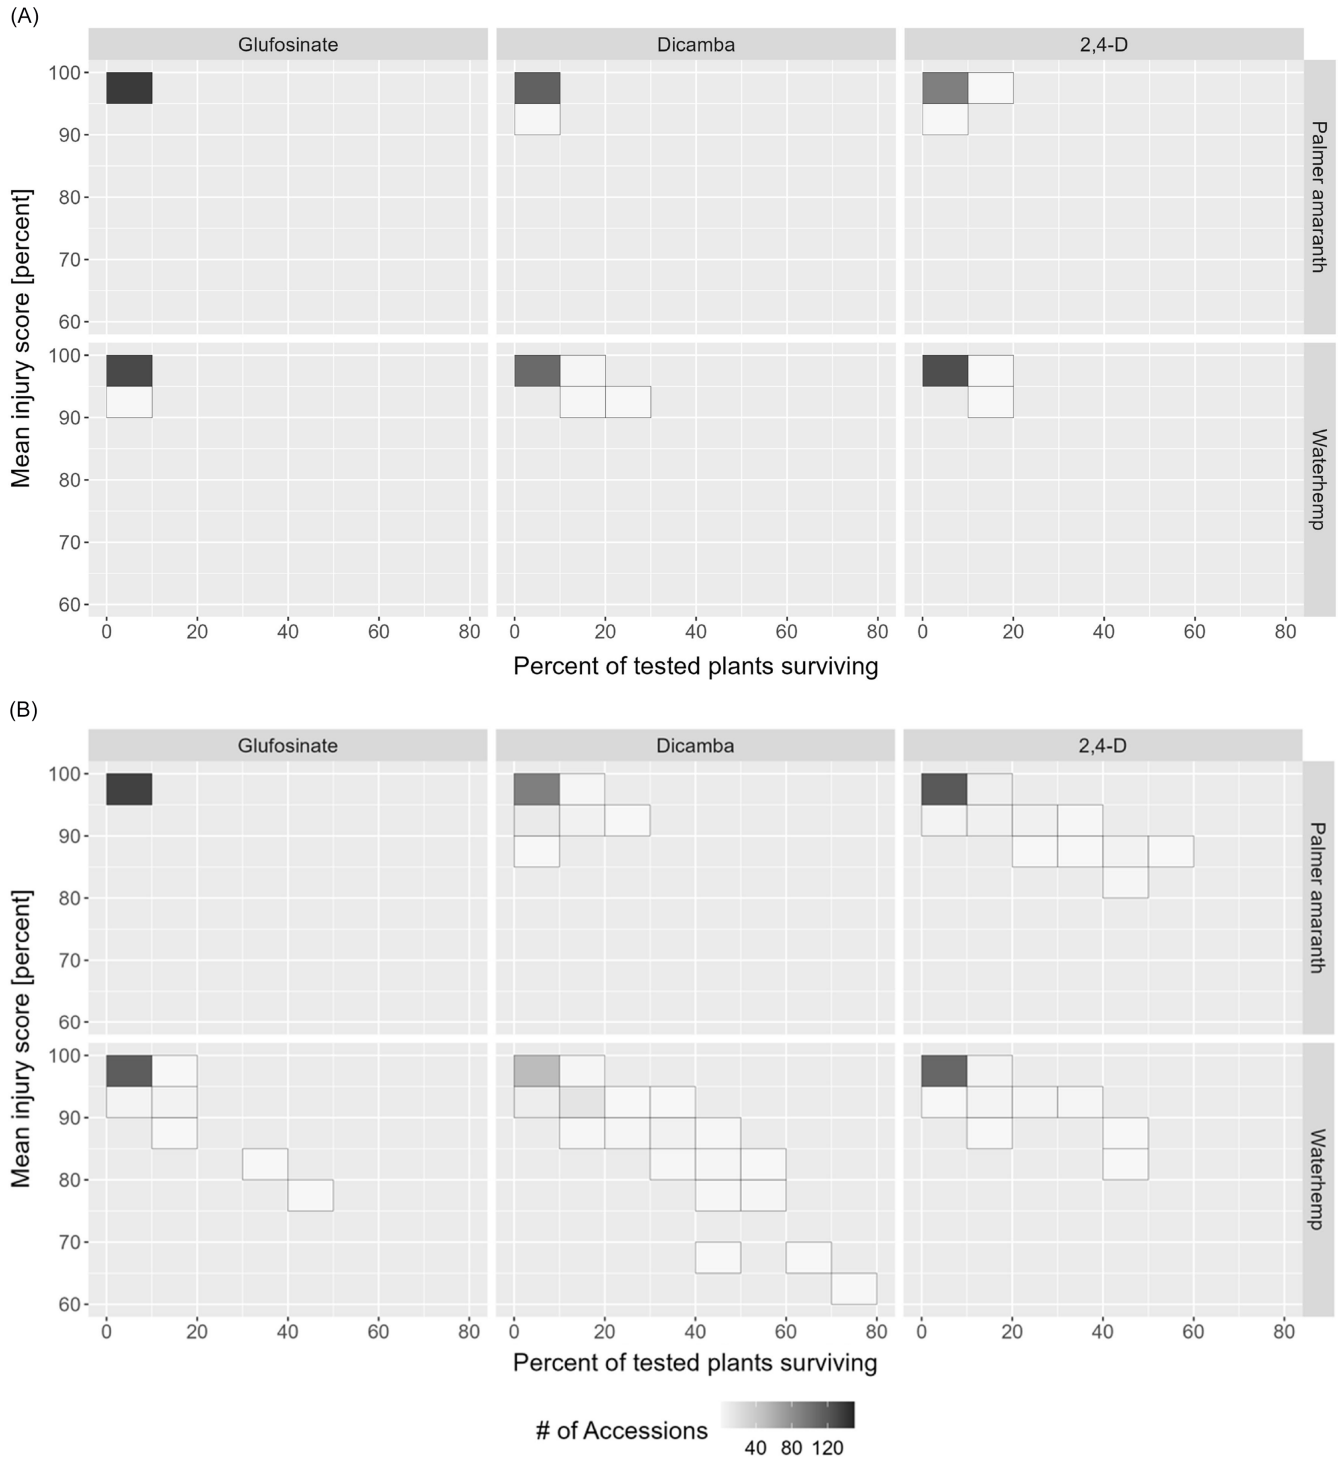 (A)
Glufosinate Dicamba 2,4-D
100
90
80
70
60
Palmer amaranth
100
90
80
70
60
Waterhemp
Mean injury score [percent]
0 20 40 60 80 0 20 40 60 80 0 20 40 60 80
Percent of tested plants surviving
(B)
Glufosinate Dicamba 2,4-D
100
90
80
70
60
Palmer amaranth
100
90
80
70
60
Waterhemp
Mean injury score [percent]
0 20 40 60 80 0 20 40 60 80 0 20 40 60 80
Percent of tested plants surviving
# of Accessions
40 80 120